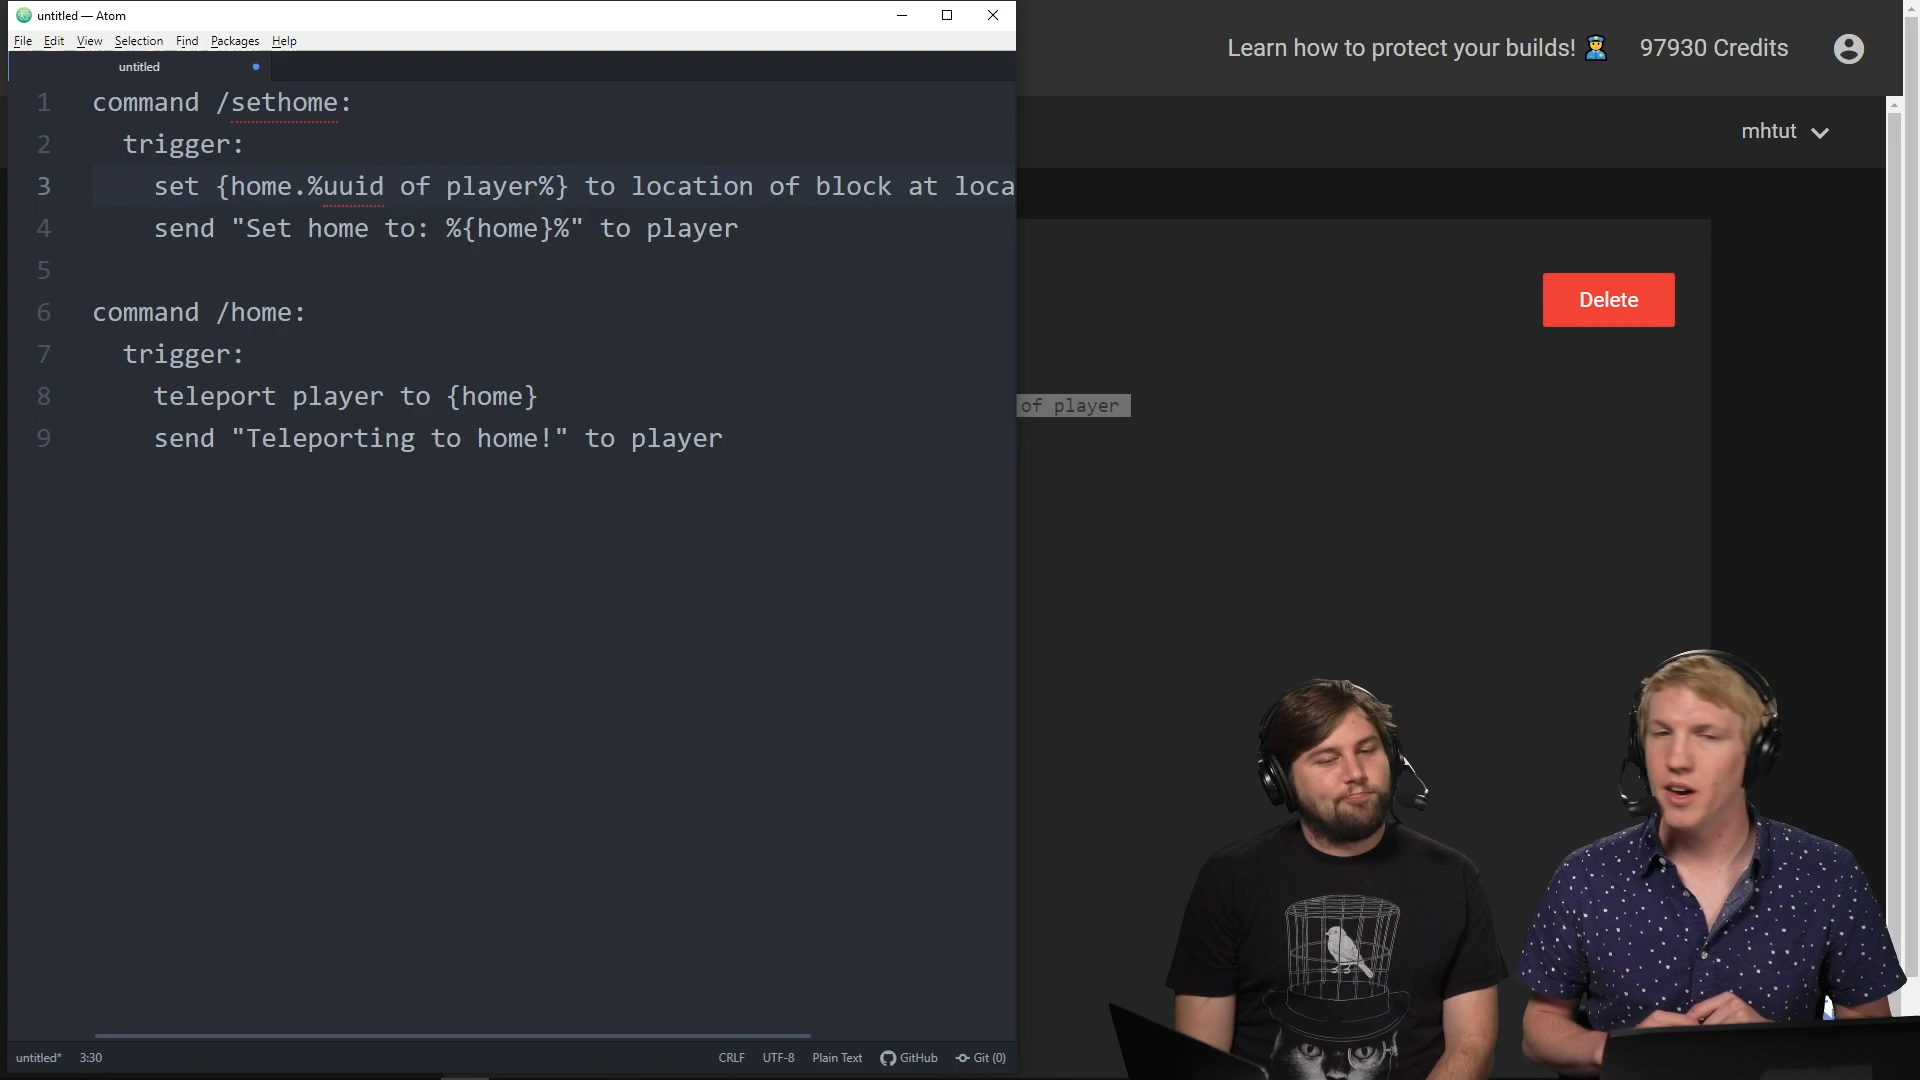 untitled — Atom
File Edit View Selection Find Packages Help
untitled
1 command /sethome:
2 trigger:
3 set {home.%uuid of player%} to location of block at loca
4 send "Set home to: %{home}%" to player
5
6 command /home:
7 trigger:
8 teleport player to {home}
9 send "Teleporting to home!" to player
untitled* 3:30 CRLF UTF-8 Plain Text GitHub Git (0)
Learn how to protect your builds! 97930 Credits
mhtut
Delete
of player